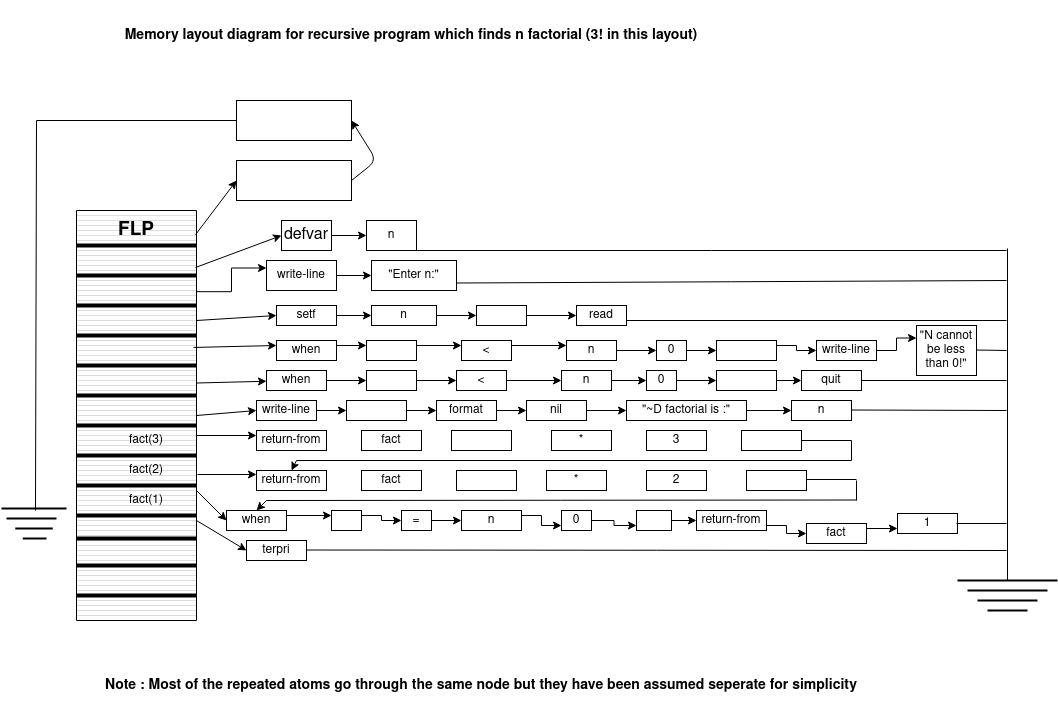 Memory layout diagram for recursive program which finds n factorial (3! in this layout)
FLP
defvar n
write-line "Enter n:"
setf n read
when < n 0 write-line "N cannot
be less
than 0!"
when < n 0 quit
write-line format nil "~D factorial is :" n
fact(3) return-from fact * 3
fact(2) return-from fact * 2
fact(1)
when = n 0 return-from fact 1
terpri
Note : Most of the repeated atoms go through the same node but they have been assumed seperate for simplicity